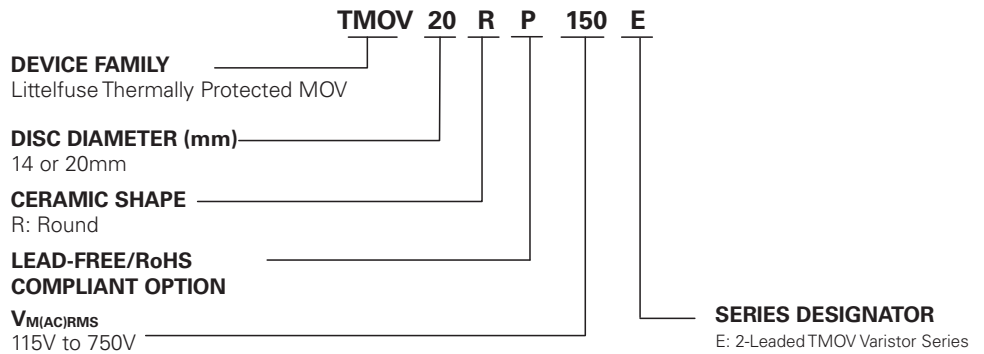 TMOV 20 R P 150 E
DEVICE FAMILY
Littelfuse Thermally Protected MOV
DISC DIAMETER (mm)
14 or 20mm
CERAMIC SHAPE
R: Round
LEAD-FREE/RoHS
COMPLIANT OPTION
VM(AC)RMS
115V to 750V
SERIES DESIGNATOR
E: 2-Leaded TMOV Varistor Series